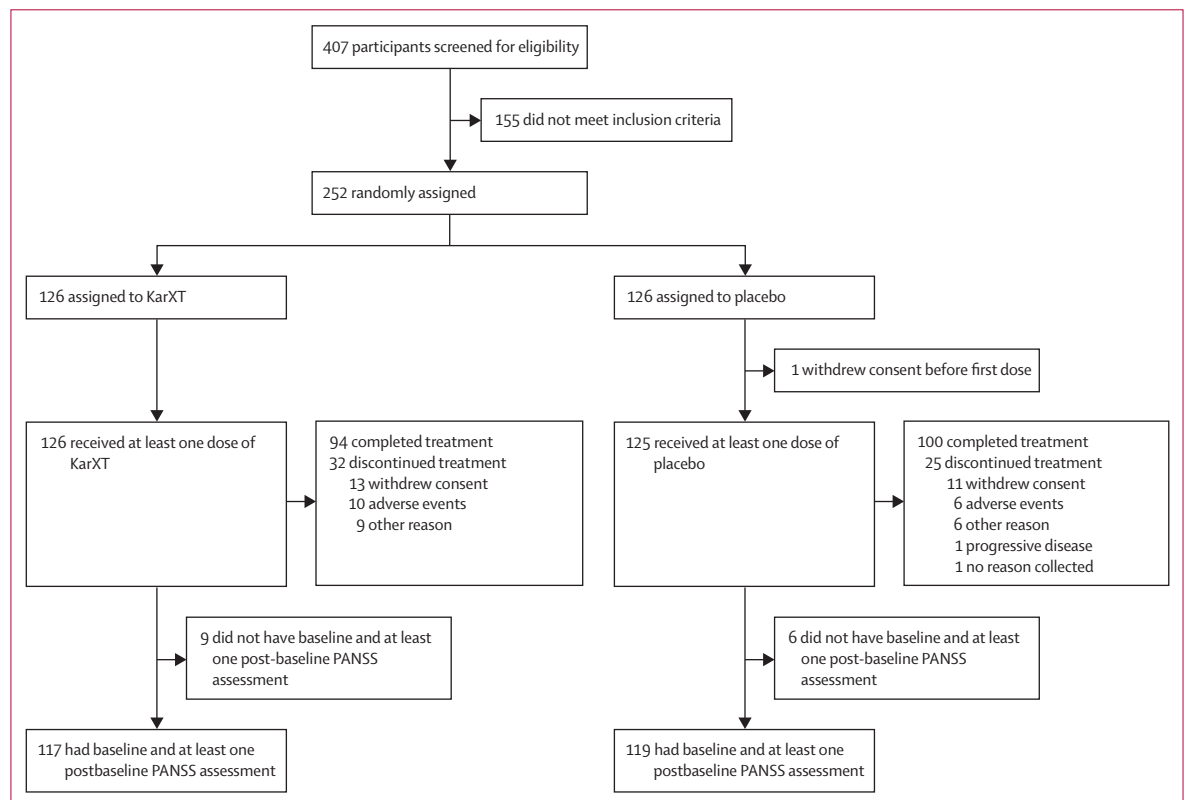 407 participants screened for eligibility
155 did not meet inclusion criteria
252 randomly assigned
126 assigned to KarXT
126 assigned to placebo
1 withdrew consent before first dose
126 received at least one dose of
KarXT
94 completed treatment
32 discontinued treatment
13 withdrew consent
10 adverse events
9 other reason
125 received at least one dose of
placebo
100 completed treatment
25 discontinued treatment
11 withdrew consent
6 adverse events
6 other reason
1 progressive disease
1 no reason collected
9 did not have baseline and at least
one post-baseline PANSS
assessment
6 did not have baseline and at least
one post-baseline PANSS
assessment
117 had baseline and at least one
postbaseline PANSS assessment
119 had baseline and at least one
postbaseline PANSS assessment